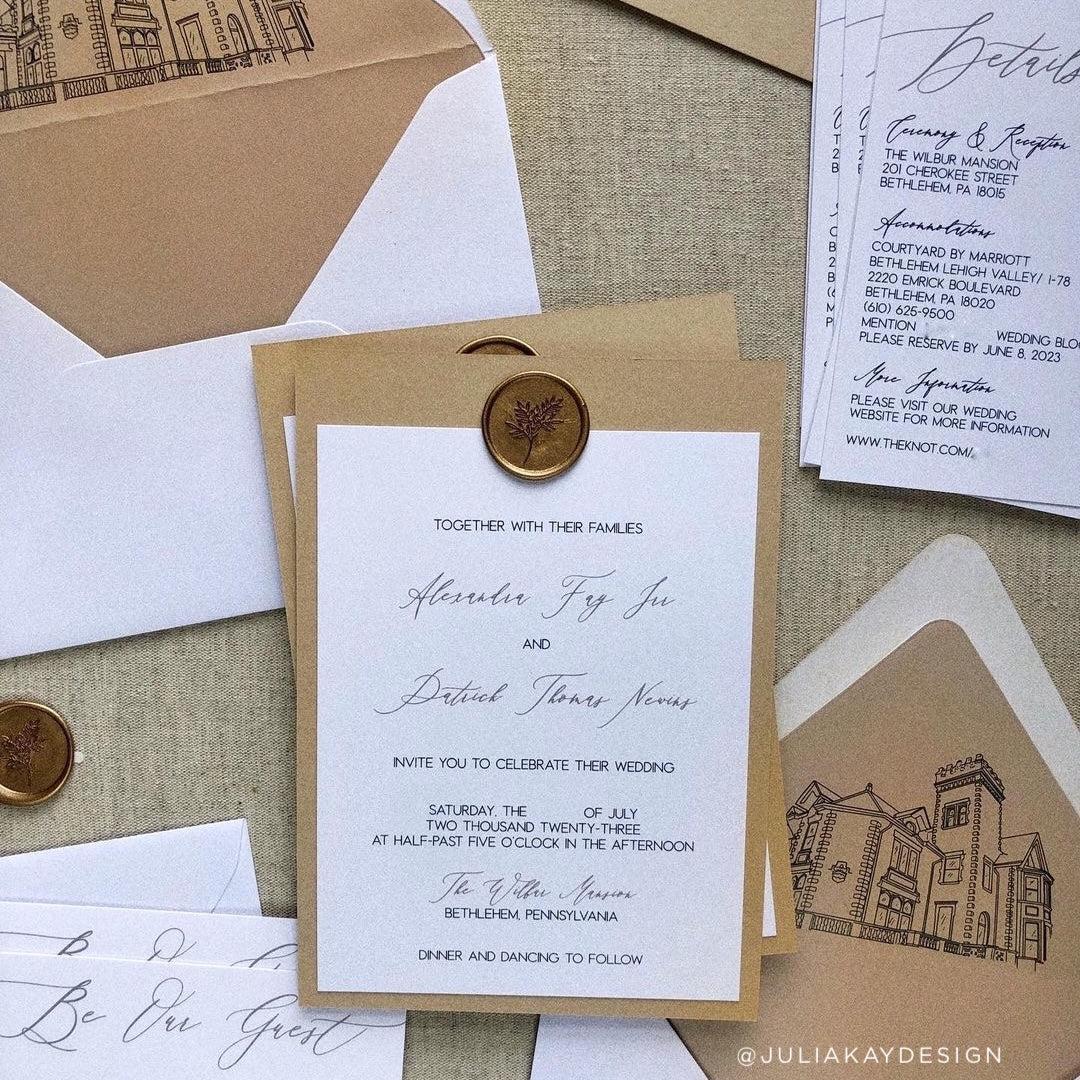 Details
Ceremony & Reception
THE WILBUR MANSION
201 CHEROKEE STREET
BETHLEHEM, PA 18015
Accommodations
COURTYARD BY MARRIOTT
BETHLEHEM LEHIGH VALLEY/ I-78
2220 EMRICK BOULEVARD
BETHLEHEM, PA 18020
(610) 625-9500
MENTION WEDDING BLO
PLEASE RESERVE BY JUNE 8, 2023
More Information
PLEASE VISIT OUR WEDDING
WEBSITE FOR MORE INFORMATION
WWW.THEKNOT.COM/
TOGETHER WITH THEIR FAMILIES
Alexandra Fay
AND
Patrick Thomas Nevins
INVITE YOU TO CELEBRATE THEIR WEDDING
SATURDAY, THE OF JULY
TWO THOUSAND TWENTY-THREE
AT HALF-PAST FIVE O'CLOCK IN THE AFTERNOON
The Wilbur Mansion
BETHLEHEM, PENNSYLVANIA
DINNER AND DANCING TO FOLLOW
Be Our Guest
@JULIAKAYDESIGN